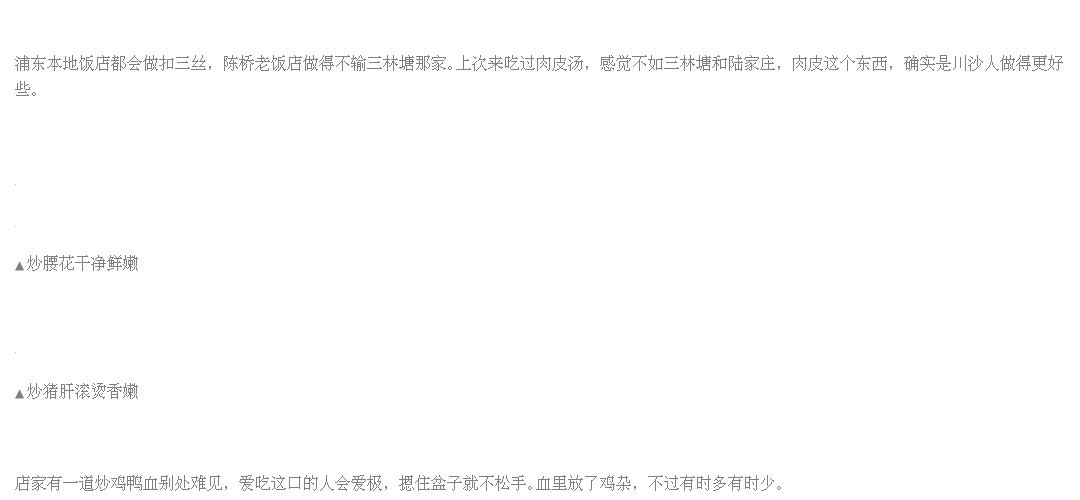 浦东本地饭店都会做扣三丝，陈桥老饭店做得不输三林塘那家。上次来吃过肉皮汤，感觉不如三林塘和陆家庄，肉皮这个东西，确实是川沙人做得更好
些。
▲炒腰花干净鲜嫩
▲炒猪肝滚烫香嫩
店家有一道炒鸡鸭血别处难见，爱吃这口的人会爱极，摁住盆子就不松手。血里放了鸡杂，不过有时多有时少。